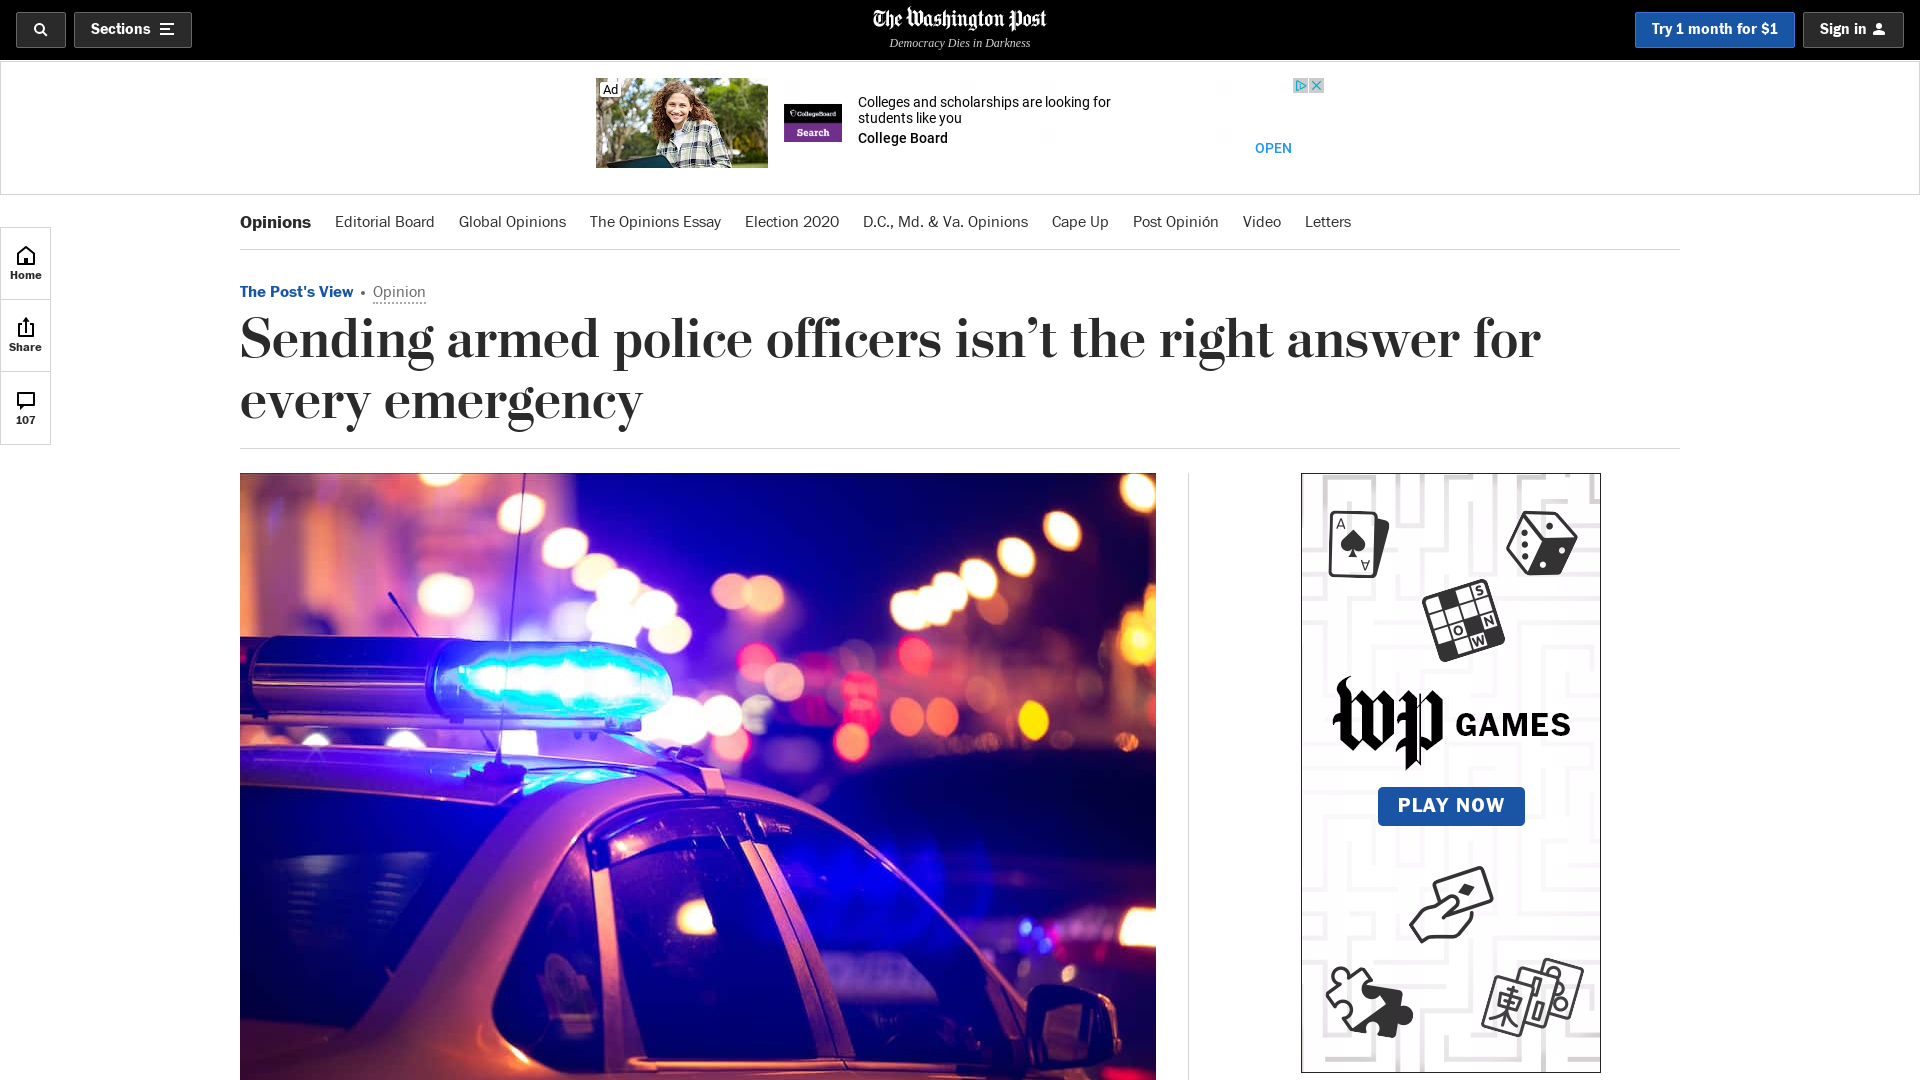 Sections
The Washington Post
Democracy Dies in Darkness
Try 1 month for $1
Sign in
Ad
CollegeBoard
Search
Colleges and scholarships are looking for
students like you
College Board
OPEN
Opinions
Editorial Board
Global Opinions
The Opinions Essay
Election 2020
D.C., Md. & Va. Opinions
Cape Up
Post Opinión
Video
Letters
Home
Share
107
The Post's View • Opinion
Sending armed police officers isn’t the right answer for
every emergency
A
A
S
O N
W
wp GAMES
PLAY NOW
東